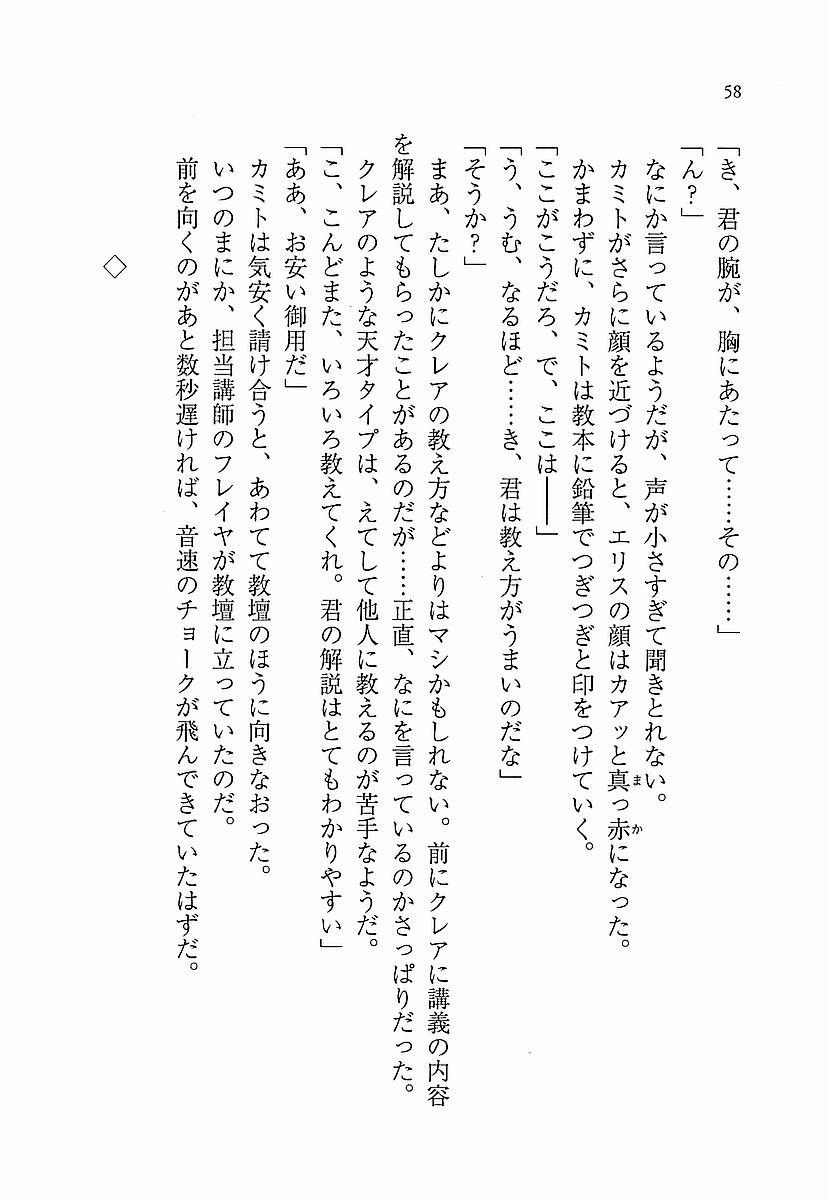 58
「き、君の腕が、胸にあたって……その……」
「ん？」
なにか言っているようだが、声が小さすぎて聞きとれない。
カミトがさらに顔を近づけると、エリスの顔はカアッと真っ赤になった。
かまわずに、カミトは教本に鉛筆でつぎつぎと印をつけていく。
「ここがこうだろ、で、ここは――」
「う、うむ、なるほど……き、君は教え方がうまいのだな」
「そうか？」
まあ、たしかにクレアの教え方などよりはマシかもしれない。前にクレアに講義の内容
を解説してもらったことがあるのだが……正直、なにを言っているのかさっぱりだった。
クレアのような天才タイプは、えてして他人に教えるのが苦手なようだ。
「こ、こんどまた、いろいろ教えてくれ。君の解説はとてもわかりやすい」
「ああ、お安い御用だ」
カミトは気安く請け合うと、あわてて教壇のほうに向きなおった。
いつのまにか、担当講師のフレイヤが教壇に立っていたのだ。
前を向くのがあと数秒遅ければ、音速のチョークが飛んできていたはずだ。
◇